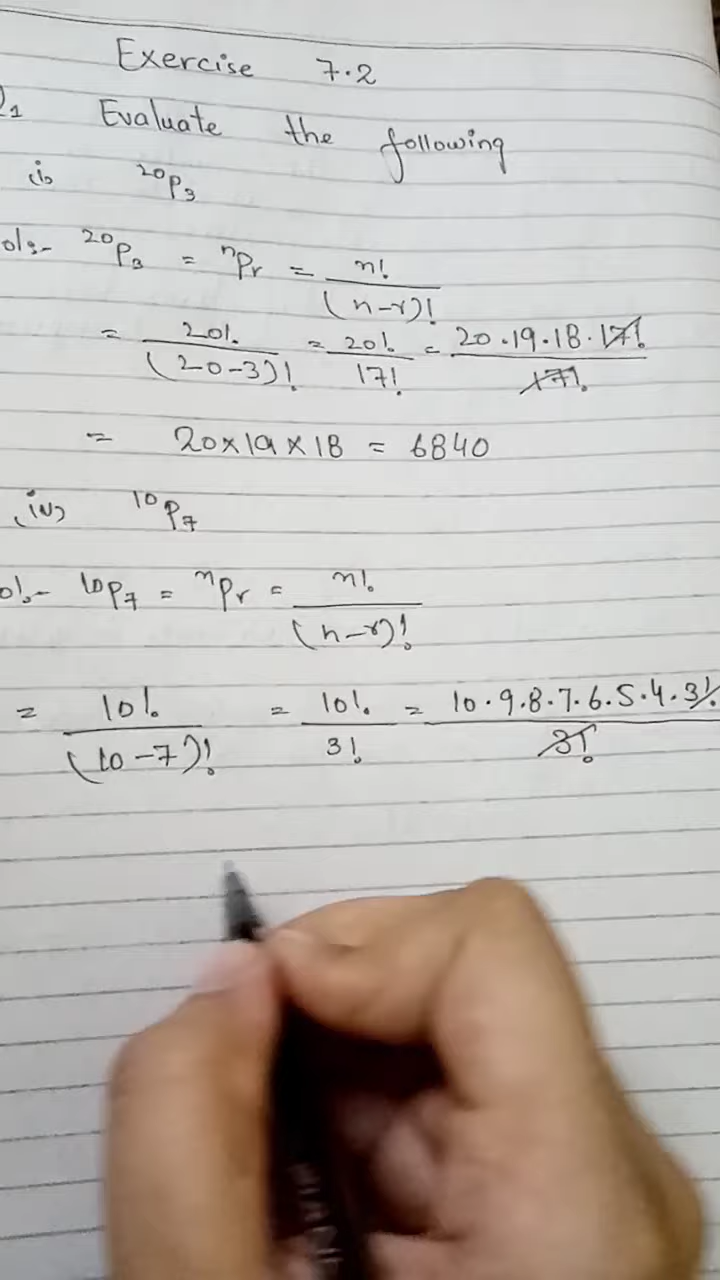 Exercise 7.2
Q1 Evaluate the following
(i) ²⁰P₃
Sol:- ²⁰P₃ = ⁿPr = n! / (n-r)!
= 20! / (20-3)! = 20! / 17! = 20·19·18·17! / 17!
= 20×19×18 = 6840
(iv) ¹⁰P₇
Sol:- ¹⁰P₇ = ⁿPr = n! / (n-r)!
= 10! / (10-7)! = 10! / 3! = 10·9·8·7·6·5·4·3! / 3!